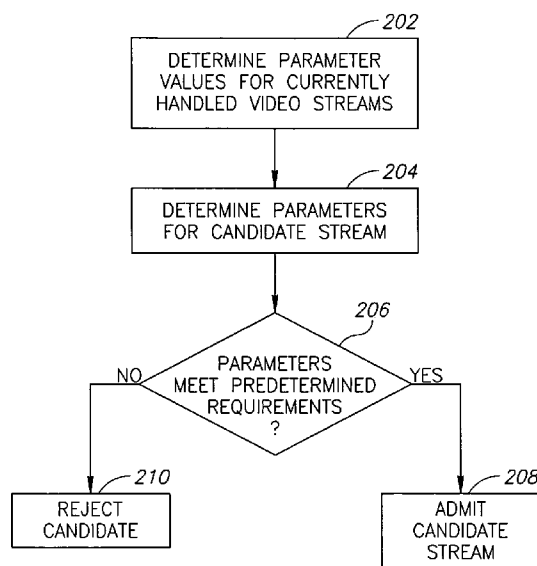 202
DETERMINE PARAMETER
VALUES FOR CURRENTLY
HANDLED VIDEO STREAMS
204
DETERMINE PARAMETERS
FOR CANDIDATE STREAM
206
PARAMETERS
MEET PREDETERMINED
REQUIREMENTS
?
NO
YES
210
REJECT
CANDIDATE
208
ADMIT
CANDIDATE
STREAM